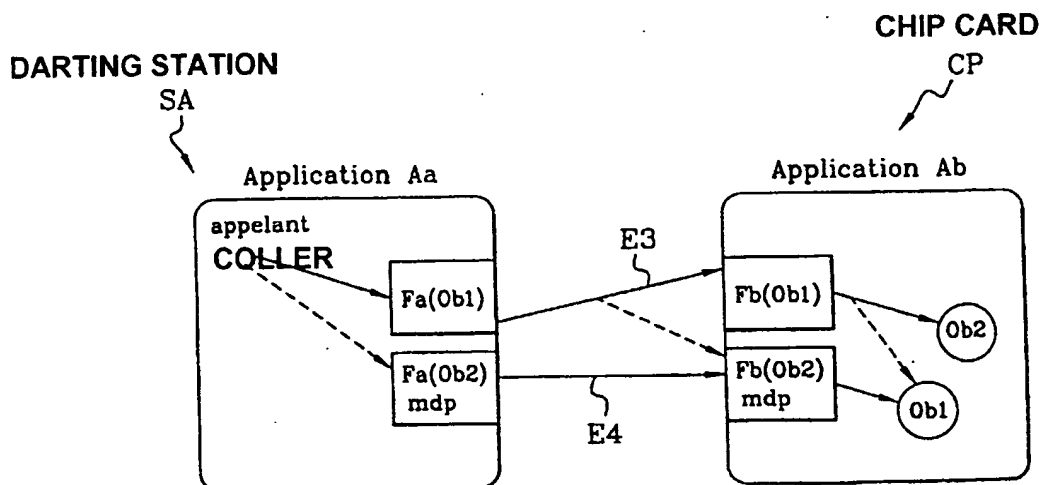 CHIP CARD
CP
DARTING STATION
SA
Application Aa
Application Ab
appelant
COLLER
E3
Fa(Ob1)
Fb(Ob1)
Ob2
Fa(Ob2)
mdp
Fb(Ob2)
mdp
Ob1
E4